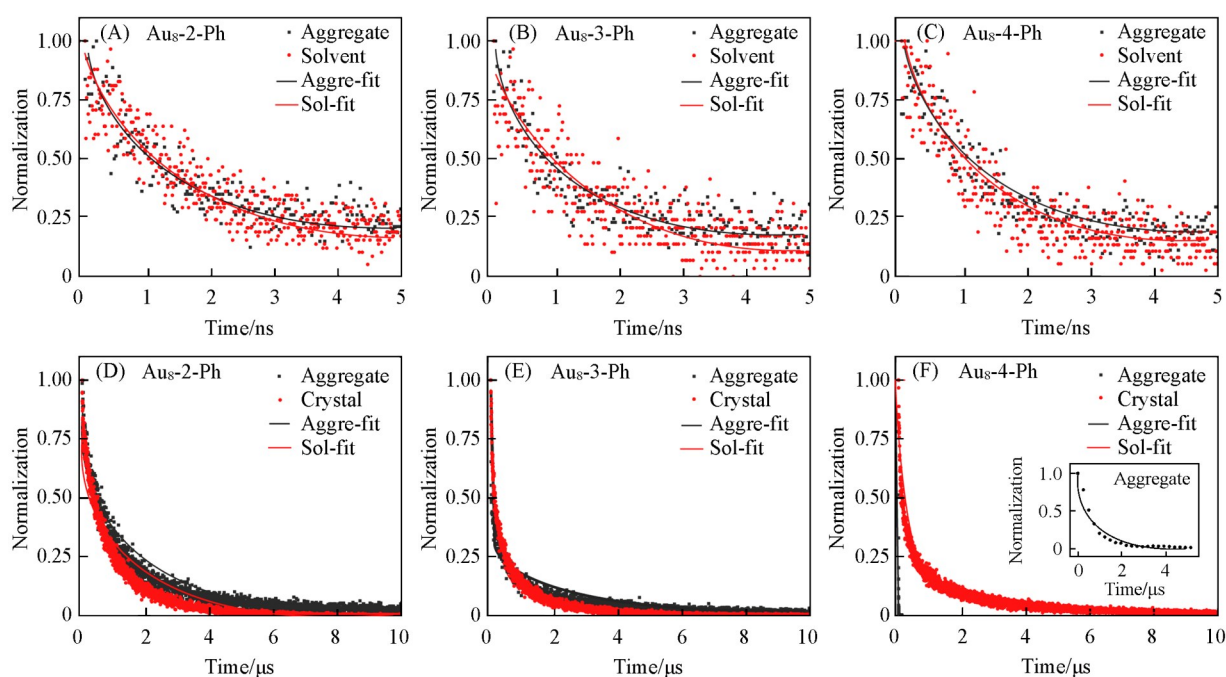 (A) Au₈-2-Ph
Aggregate
Solvent
Aggre-fit
Sol-fit
Normalization
1.00
0.75
0.50
0.25
0
0 1 2 3 4 5
Time/ns
(B) Au₈-3-Ph
Aggregate
Solvent
Aggre-fit
Sol-fit
Normalization
1.00
0.75
0.50
0.25
0
0 1 2 3 4 5
Time/ns
(C) Au₈-4-Ph
Aggregate
Solvent
Aggre-fit
Sol-fit
Normalization
1.00
0.75
0.50
0.25
0
0 1 2 3 4 5
Time/ns
(D) Au₈-2-Ph
Aggregate
Crystal
Aggre-fit
Sol-fit
Normalization
1.00
0.75
0.50
0.25
0
0 2 4 6 8 10
Time/μs
(E) Au₈-3-Ph
Aggregate
Crystal
Aggre-fit
Sol-fit
Normalization
1.00
0.75
0.50
0.25
0
0 2 4 6 8 10
Time/μs
(F) Au₈-4-Ph
Aggregate
Crystal
Aggre-fit
Sol-fit
Normalization
1.00
0.75
0.50
0.25
0
0 2 4 6 8 10
Time/μs
Aggregate
Normalization
1.0
0.5
0
0 2 4
Time/μs